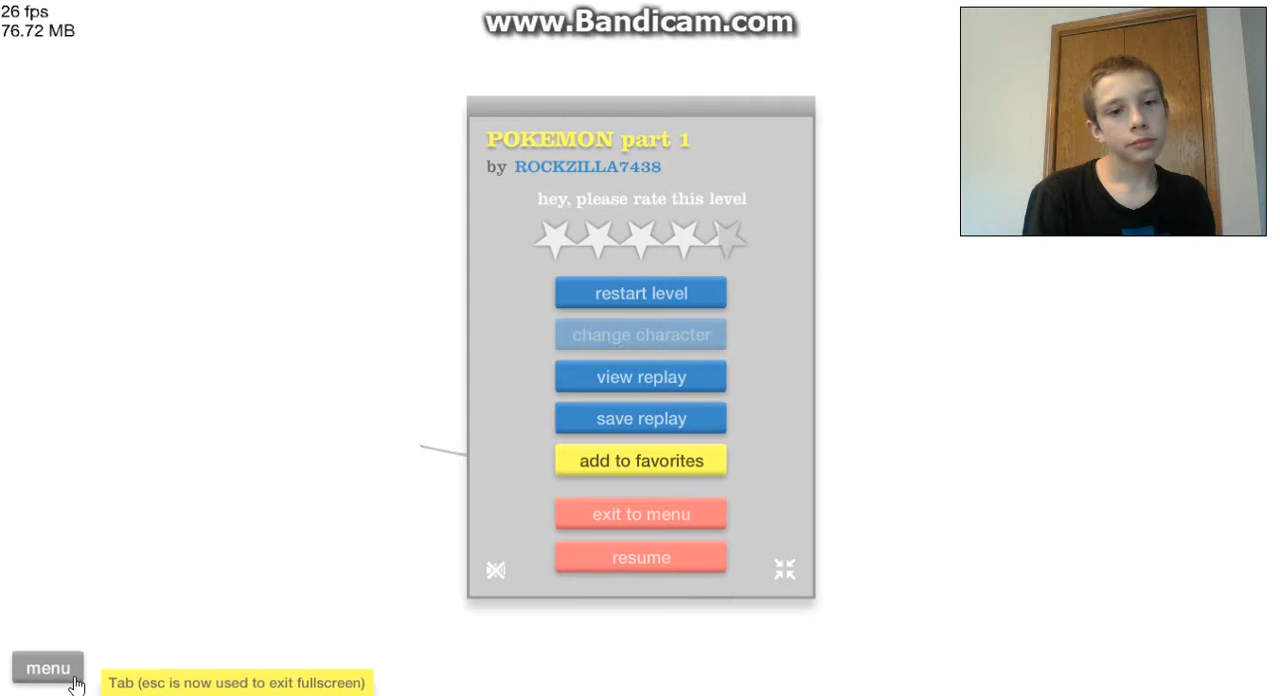 26 fps
76.72 MB
www.Bandicam.com
POKEMON part 1
by ROCKZILLA7438
hey, please rate this level
restart level
change character
view replay
save replay
add to favorites
exit to menu
resume
menu
Tab (esc is now used to exit fullscreen)